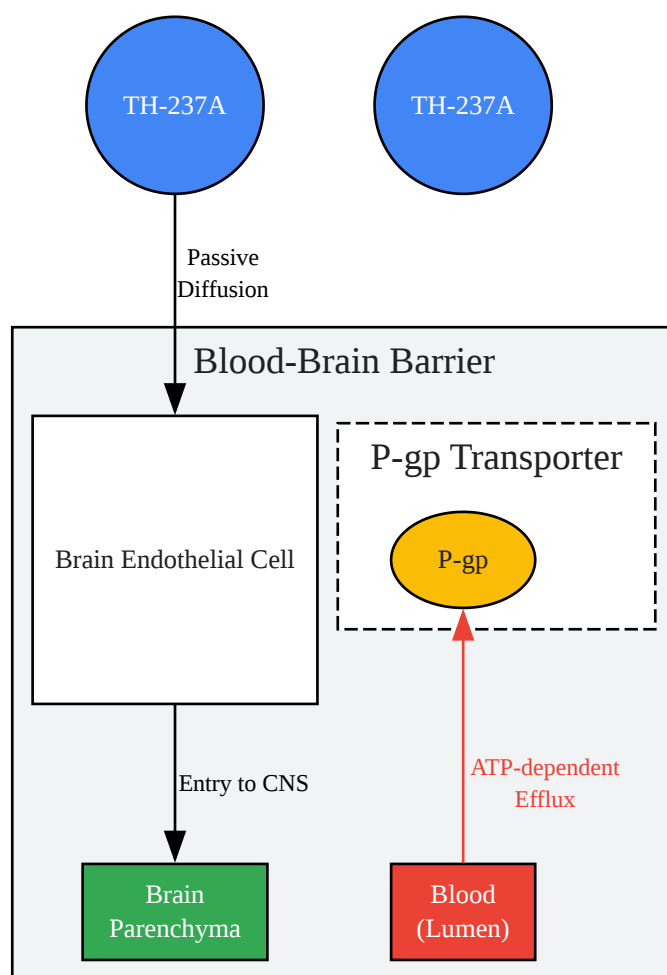 TH-237A
TH-237A
Passive
Diffusion
Blood-Brain Barrier
P-gp Transporter
Brain Endothelial Cell
P-gp
Entry to CNS
ATP-dependent
Efflux
Brain
Parenchyma
Blood
(Lumen)